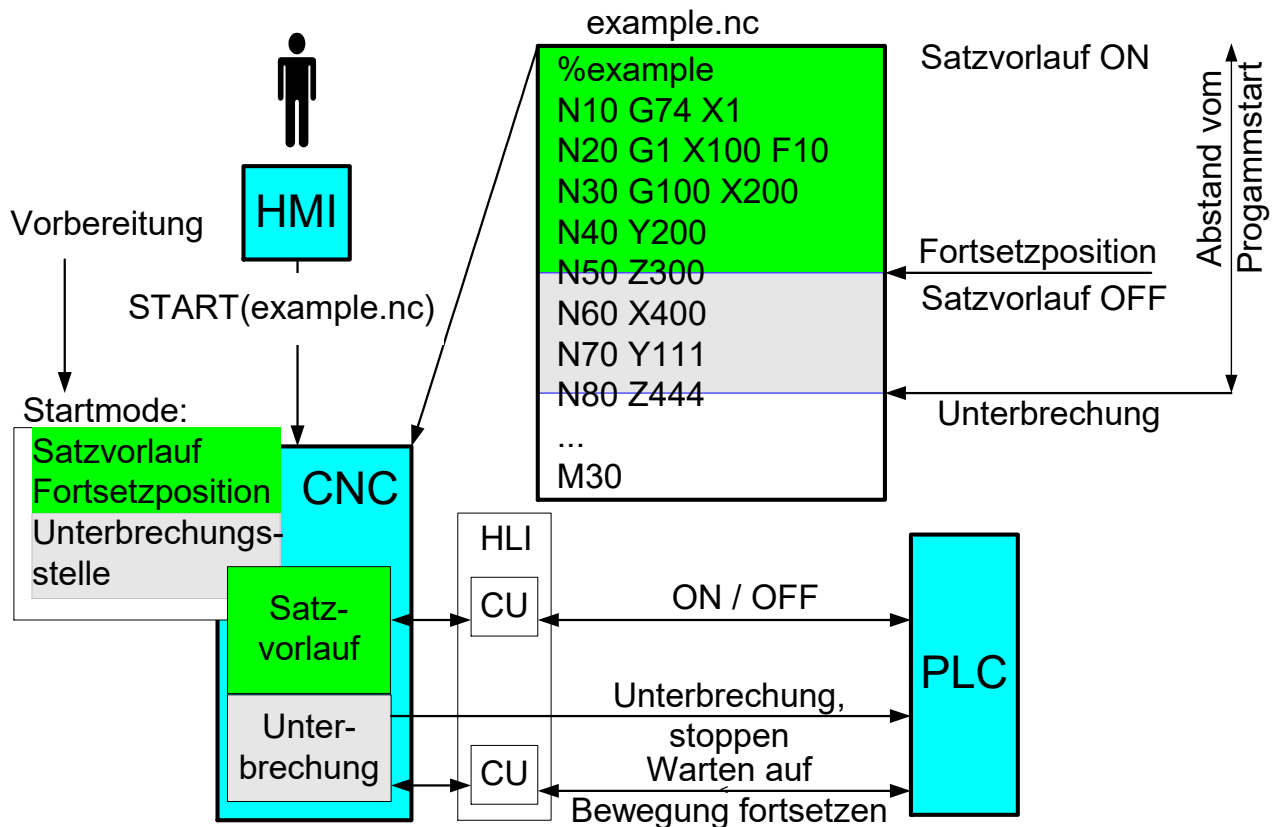 example.nc
%example
N10 G74 X1
N20 G1 X100 F10
N30 G100 X200
N40 Y200
N50 Z300
N60 X400
N70 Y111
N80 Z444
...
M30
Satzvorlauf ON
Abstand vom
Progammstart
Fortsetzposition
Satzvorlauf OFF
Unterbrechung
HMI
Vorbereitung
START(example.nc)
Startmode:
Satzvorlauf
Fortsetzposition
Unterbrechungs-
stelle
CNC
Satz-
vorlauf
Unter-
brechung
HLI
CU
CU
ON / OFF
Unterbrechung,
stoppen
Warten auf
Bewegung fortsetzen
PLC